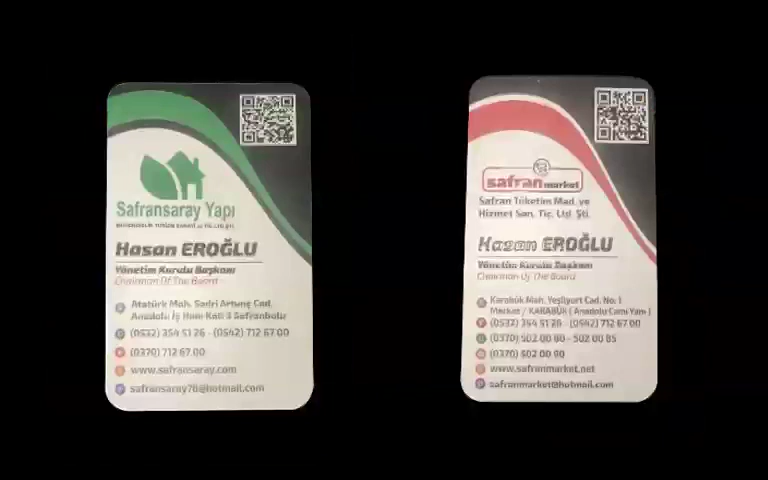 Safransaray Yapı
Hasan EROĞLU
Yönetim Kurulu Başkanı
Chairman Of The Board
Atatürk Mah. Sadri Artunç Cad.
Anadolu İş Hanı Kat: 3 Safranbolu
(0532) 354 51 26 - (0542) 712 67 00
(0370) 712 67 00
www.safransaray.com
safransaray78@hotmail.com
safran market
Safran Tüketim Mad. ve
Hizmet San. Tic. Ltd. Şti.
Hasan EROĞLU
Yönetim Kurulu Başkanı
Chairman Of The Board
Karabük Mah. Yeşilyurt Cad. No: 1
Merkez / KARABÜK ( Anadolu Cami Yanı )
(0532) 354 51 26 - (0542) 712 67 00
(0370) 502 00 80 - 502 00 85
(0370) 502 00 90
www.safranmarket.net
safranmarket@hotmail.com